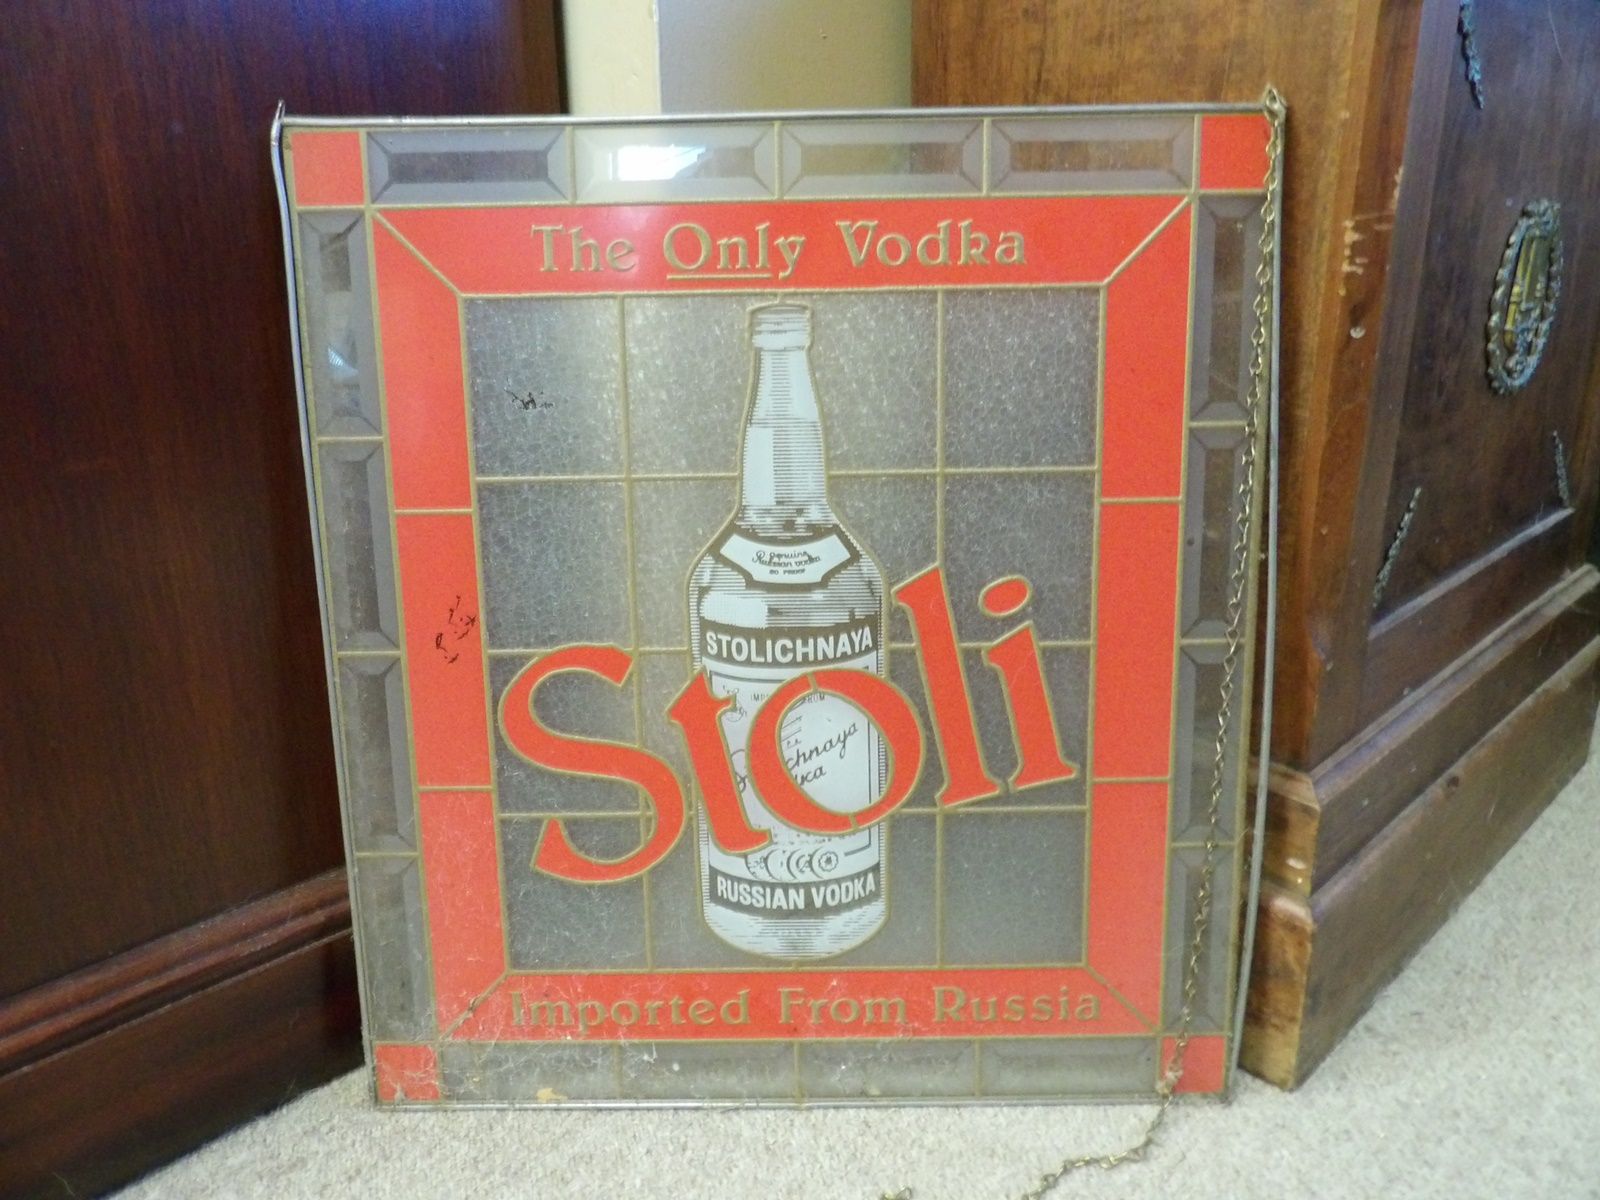 The Only Vodka
Genuine
Russian vodka
80 PROOF
STOLICHNAYA
Stoli
RUSSIAN VODKA
Imported From Russia